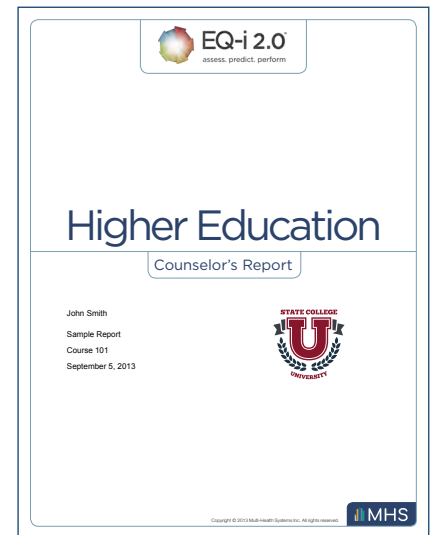 EQ-i 2.0
assess. predict. perform
Higher Education
Counselor's Report
John Smith
Sample Report
Course 101
September 5, 2013
STATE COLLEGE
U
UNIVERSITY
Copyright © 2013 Multi-Health Systems Inc. All rights reserved.
MHS